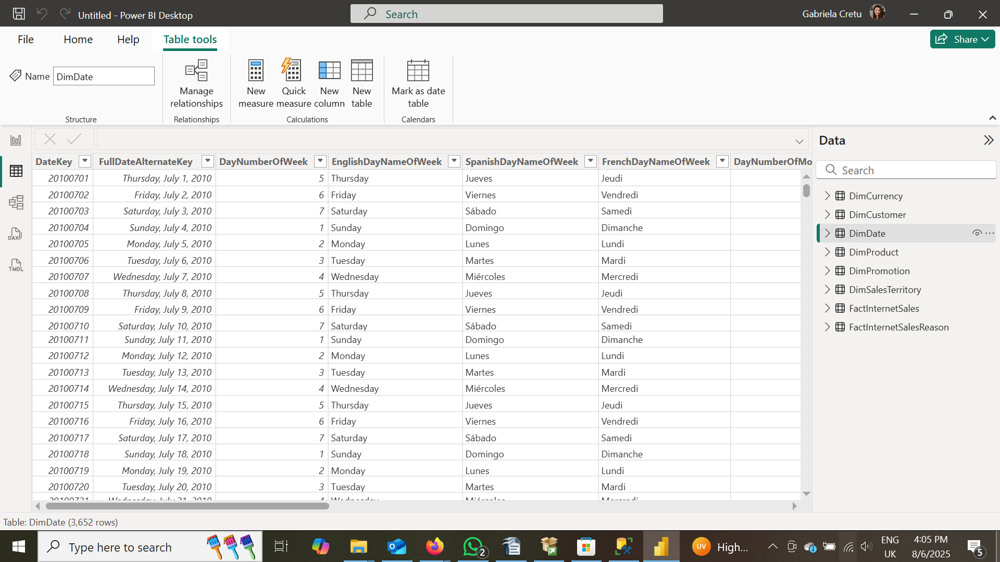 Untitled - Power BI Desktop
Search
Gabriela Cretu
File Home Help Table tools
Share
Name DimDate
Manage relationships
New measure
Quick measure
New column
New table
Mark as date table
Structure Relationships Calculations Calendars
DateKey FullDateAlternateKey DayNumberOfWeek EnglishDayNameOfWeek SpanishDayNameOfWeek FrenchDayNameOfWeek DayNumberOfMo
20100701 Thursday, July 1, 2010 5 Thursday Jueves Jeudi
20100702 Friday, July 2, 2010 6 Friday Viernes Vendredi
20100703 Saturday, July 3, 2010 7 Saturday Sábado Samedi
20100704 Sunday, July 4, 2010 1 Sunday Domingo Dimanche
20100705 Monday, July 5, 2010 2 Monday Lunes Lundi
20100706 Tuesday, July 6, 2010 3 Tuesday Martes Mardi
20100707 Wednesday, July 7, 2010 4 Wednesday Miércoles Mercredi
20100708 Thursday, July 8, 2010 5 Thursday Jueves Jeudi
20100709 Friday, July 9, 2010 6 Friday Viernes Vendredi
20100710 Saturday, July 10, 2010 7 Saturday Sábado Samedi
20100711 Sunday, July 11, 2010 1 Sunday Domingo Dimanche
20100712 Monday, July 12, 2010 2 Monday Lunes Lundi
20100713 Tuesday, July 13, 2010 3 Tuesday Martes Mardi
20100714 Wednesday, July 14, 2010 4 Wednesday Miércoles Mercredi
20100715 Thursday, July 15, 2010 5 Thursday Jueves Jeudi
20100716 Friday, July 16, 2010 6 Friday Viernes Vendredi
20100717 Saturday, July 17, 2010 7 Saturday Sábado Samedi
20100718 Sunday, July 18, 2010 1 Sunday Domingo Dimanche
20100719 Monday, July 19, 2010 2 Monday Lunes Lundi
20100720 Tuesday, July 20, 2010 3 Tuesday Martes Mardi
20100721 Wednesday, July 21, 2010 4 Wednesday Miércoles Mercredi
Data
Search
DimCurrency
DimCustomer
DimDate
DimProduct
DimPromotion
DimSalesTerritory
FactInternetSales
FactInternetSalesReason
DAX
TMDL
Table: DimDate (3,652 rows)
Type here to search
2
UV
High...
ENG
UK
4:05 PM
8/6/2025
5